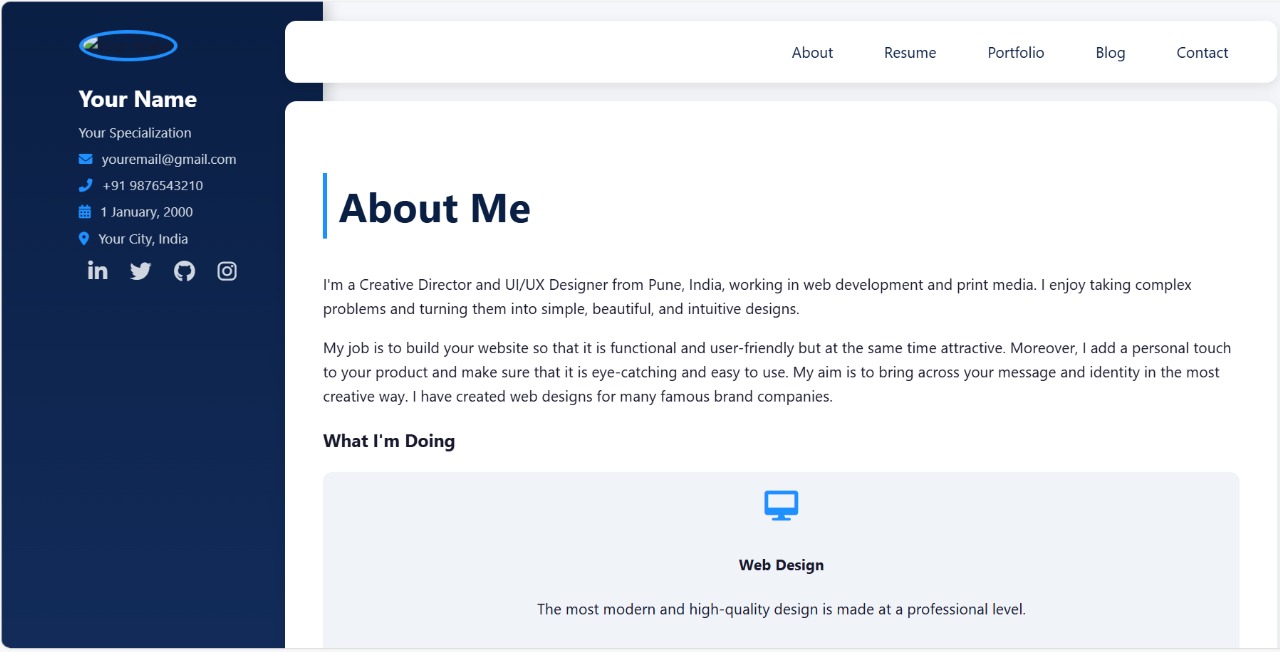 Your Name
Your Specialization
youremail@gmail.com
+91 9876543210
1 January, 2000
Your City, India
About Resume Portfolio Blog Contact
About Me
I'm a Creative Director and UI/UX Designer from Pune, India, working in web development and print media. I enjoy taking complex
problems and turning them into simple, beautiful, and intuitive designs.
My job is to build your website so that it is functional and user-friendly but at the same time attractive. Moreover, I add a personal touch
to your product and make sure that it is eye-catching and easy to use. My aim is to bring across your message and identity in the most
creative way. I have created web designs for many famous brand companies.
What I'm Doing
Web Design
The most modern and high-quality design is made at a professional level.